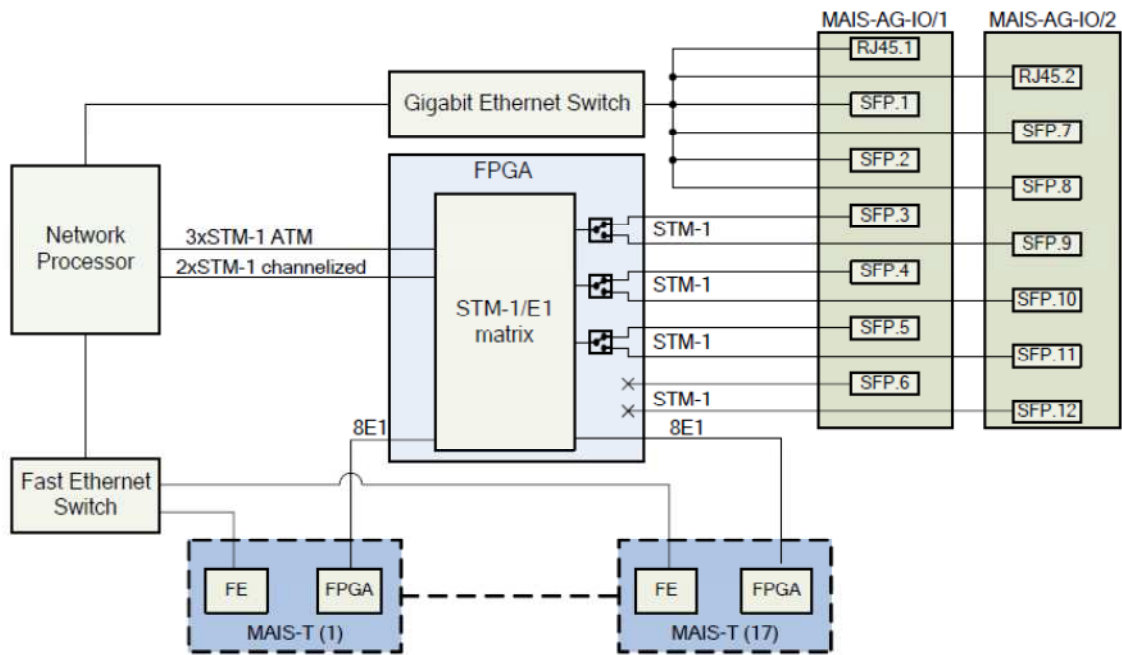 MAIS-AG-IO/1
MAIS-AG-IO/2
RJ45.1
RJ45.2
Gigabit Ethernet Switch
SFP.1
SFP.7
SFP.2
FPGA
SFP.8
Network
Processor
3xSTM-1 ATM
2xSTM-1 channelized
STM-1/E1
matrix
STM-1
SFP.3
SFP.9
STM-1
SFP.4
SFP.10
STM-1
SFP.5
SFP.11
SFP.6
STM-1
SFP.12
8E1
8E1
Fast Ethernet
Switch
FE
FPGA
MAIS-T (1)
FE
FPGA
MAIS-T (17)